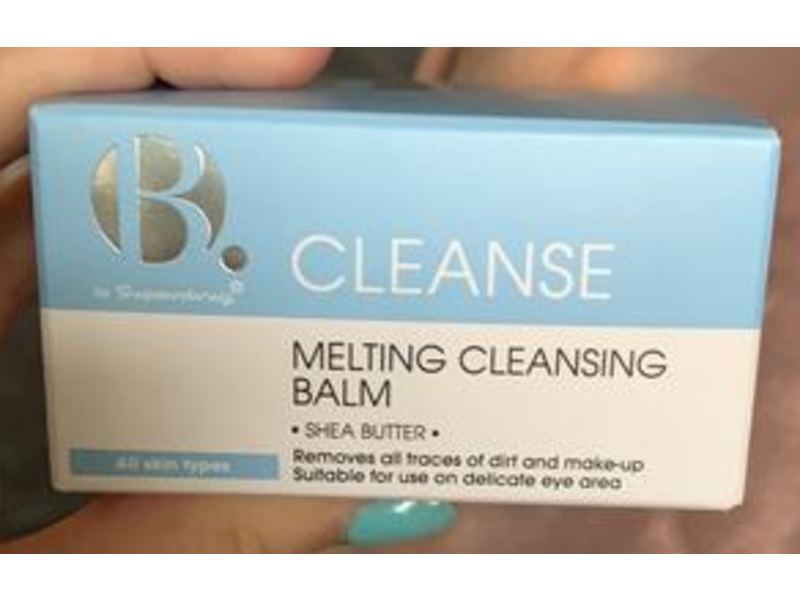 B.
by Superdrug
CLEANSE
MELTING CLEANSING
BALM
• SHEA BUTTER •
Removes all traces of dirt and make-up
Suitable for use on delicate eye area
All skin types